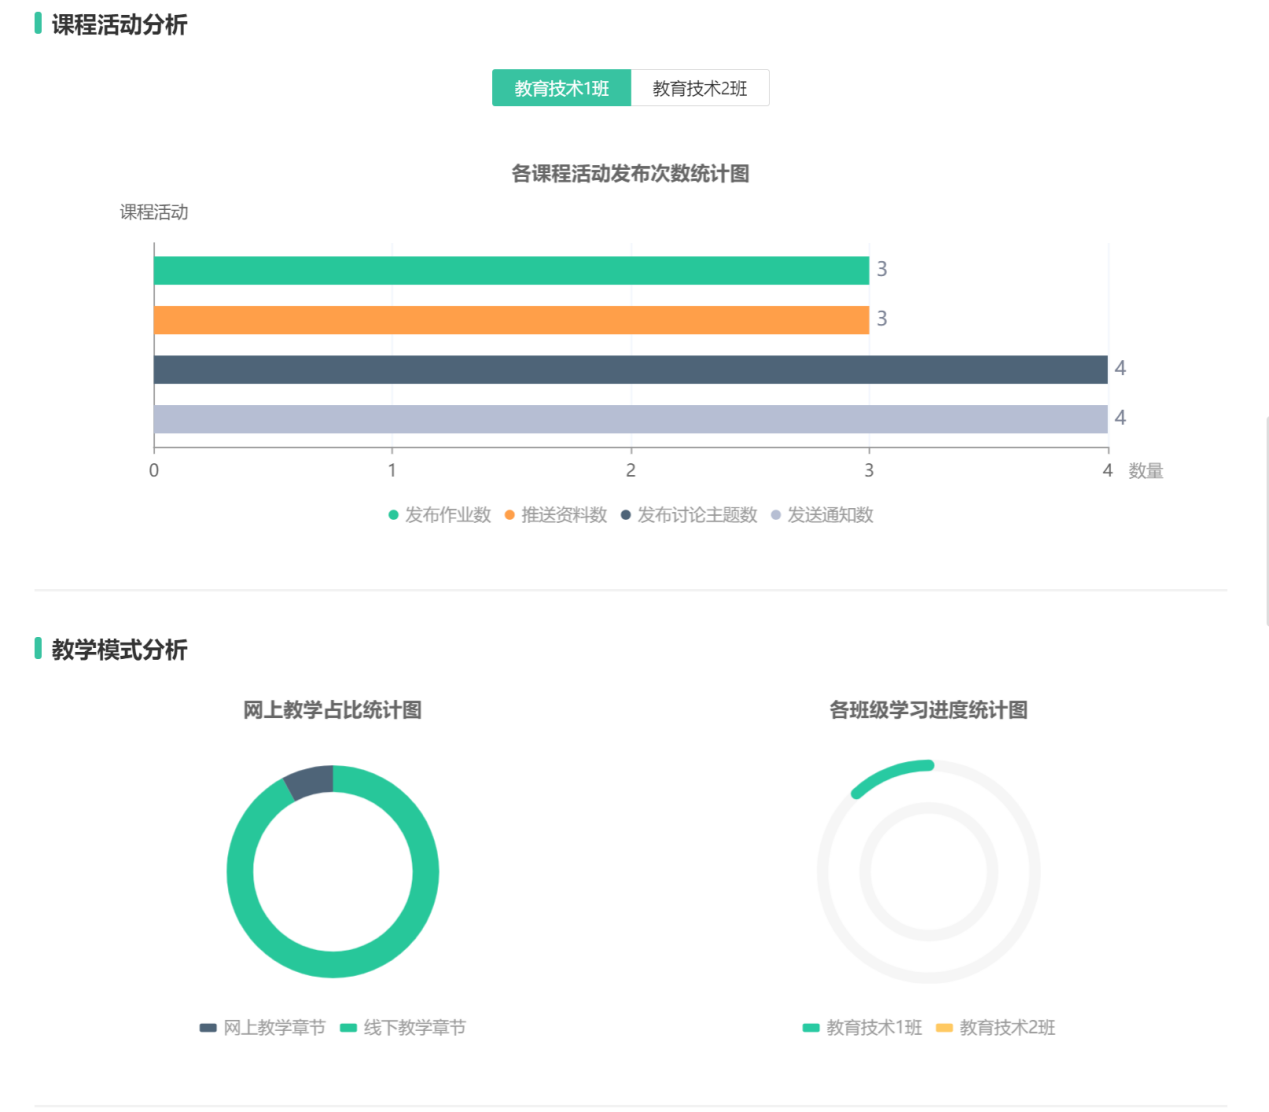 课程活动分析
教育技术1班 教育技术2班
各课程活动发布次数统计图
课程活动
3
3
4
4
0 1 2 3 4 数量
发布作业数 推送资料数 发布讨论主题数 发送通知数
教学模式分析
网上教学占比统计图 各班级学习进度统计图
网上教学章节 线下教学章节 教育技术1班 教育技术2班